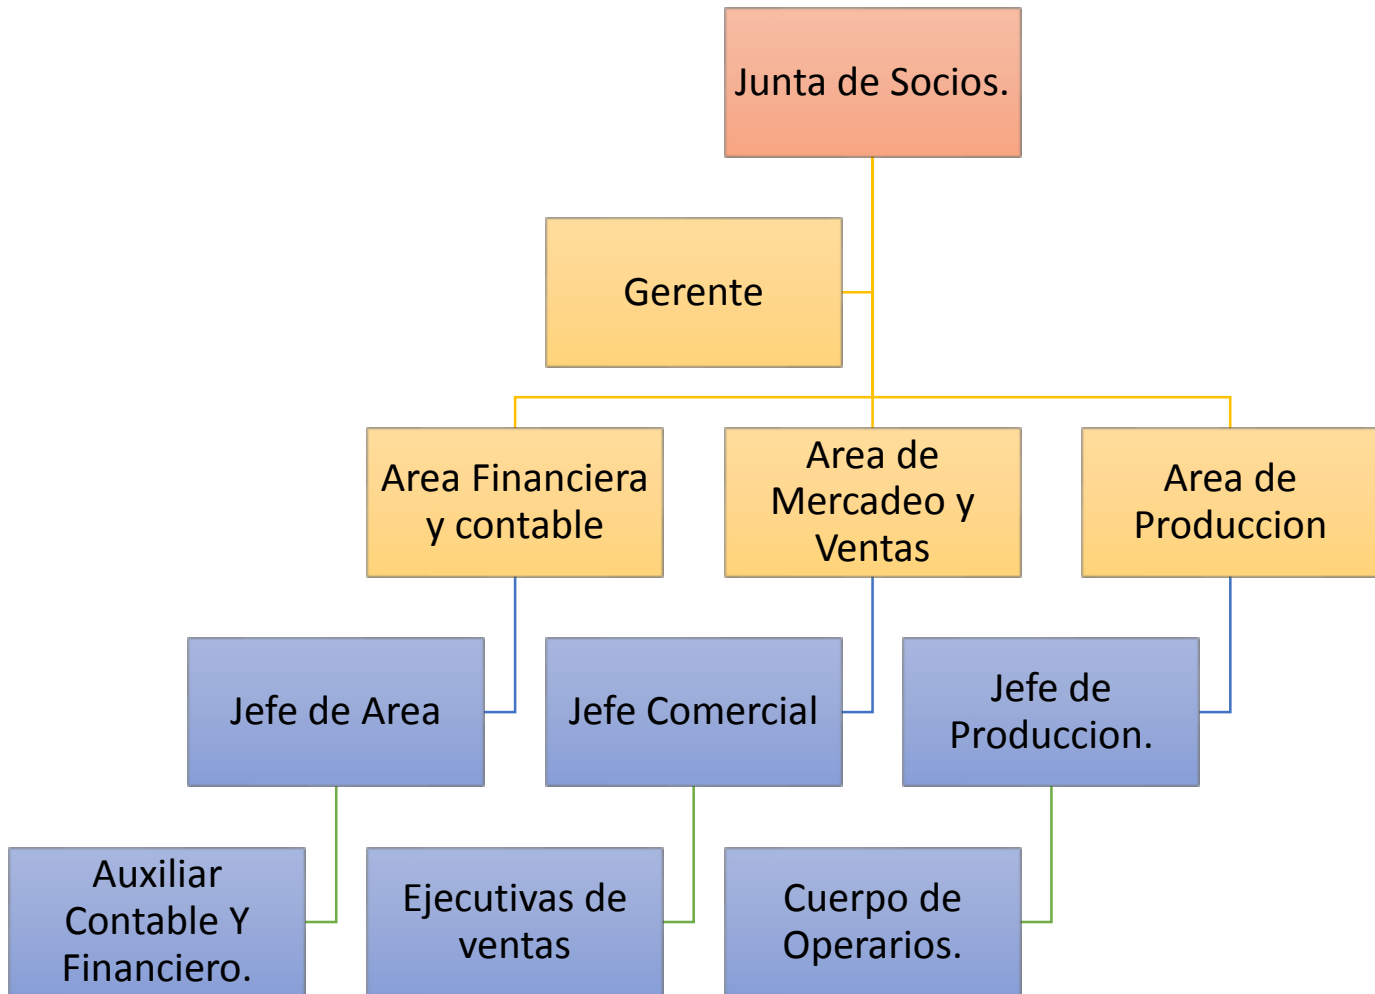 Junta de Socios.
Gerente
Area Financiera
y contable
Area de
Mercadeo y
Ventas
Area de
Produccion
Jefe de Area
Jefe Comercial
Jefe de
Produccion.
Auxiliar
Contable Y
Financiero.
Ejecutivas de
ventas
Cuerpo de
Operarios.